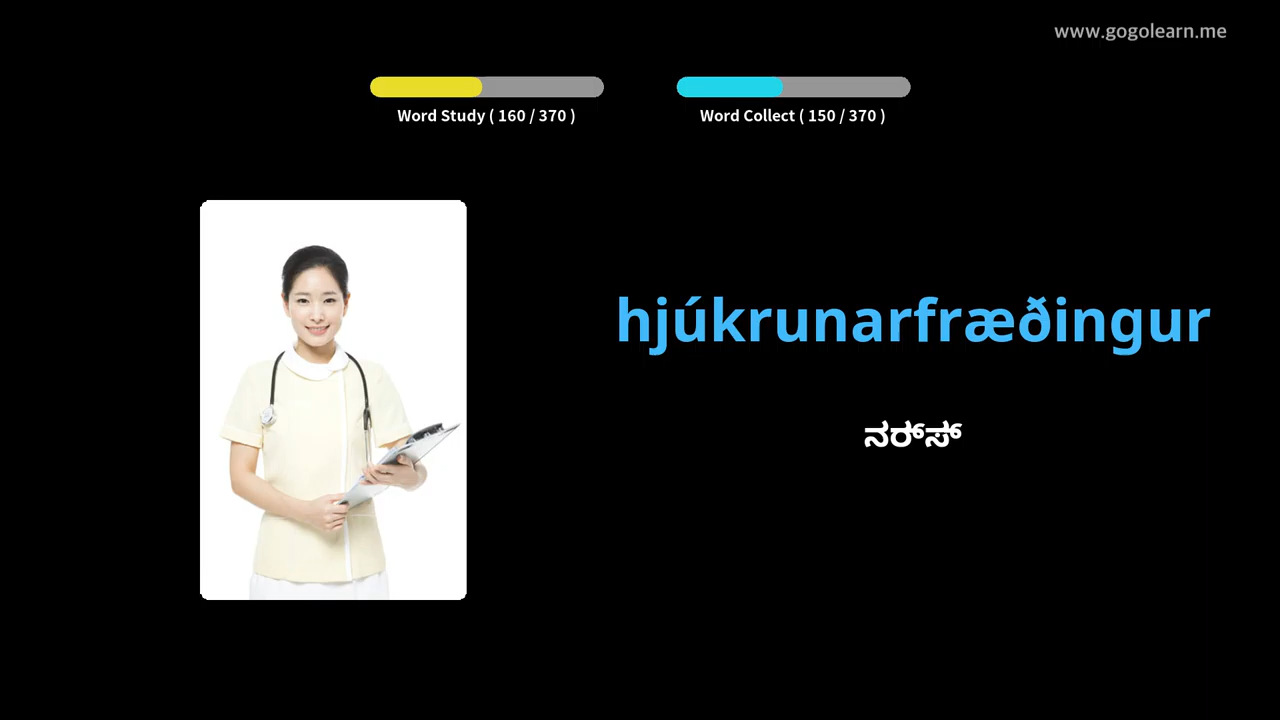 www.gogolearn.me
Word Study ( 160 / 370 )
Word Collect ( 150 / 370 )
hjúkrunarfræðingur
ನರ್ಸ್